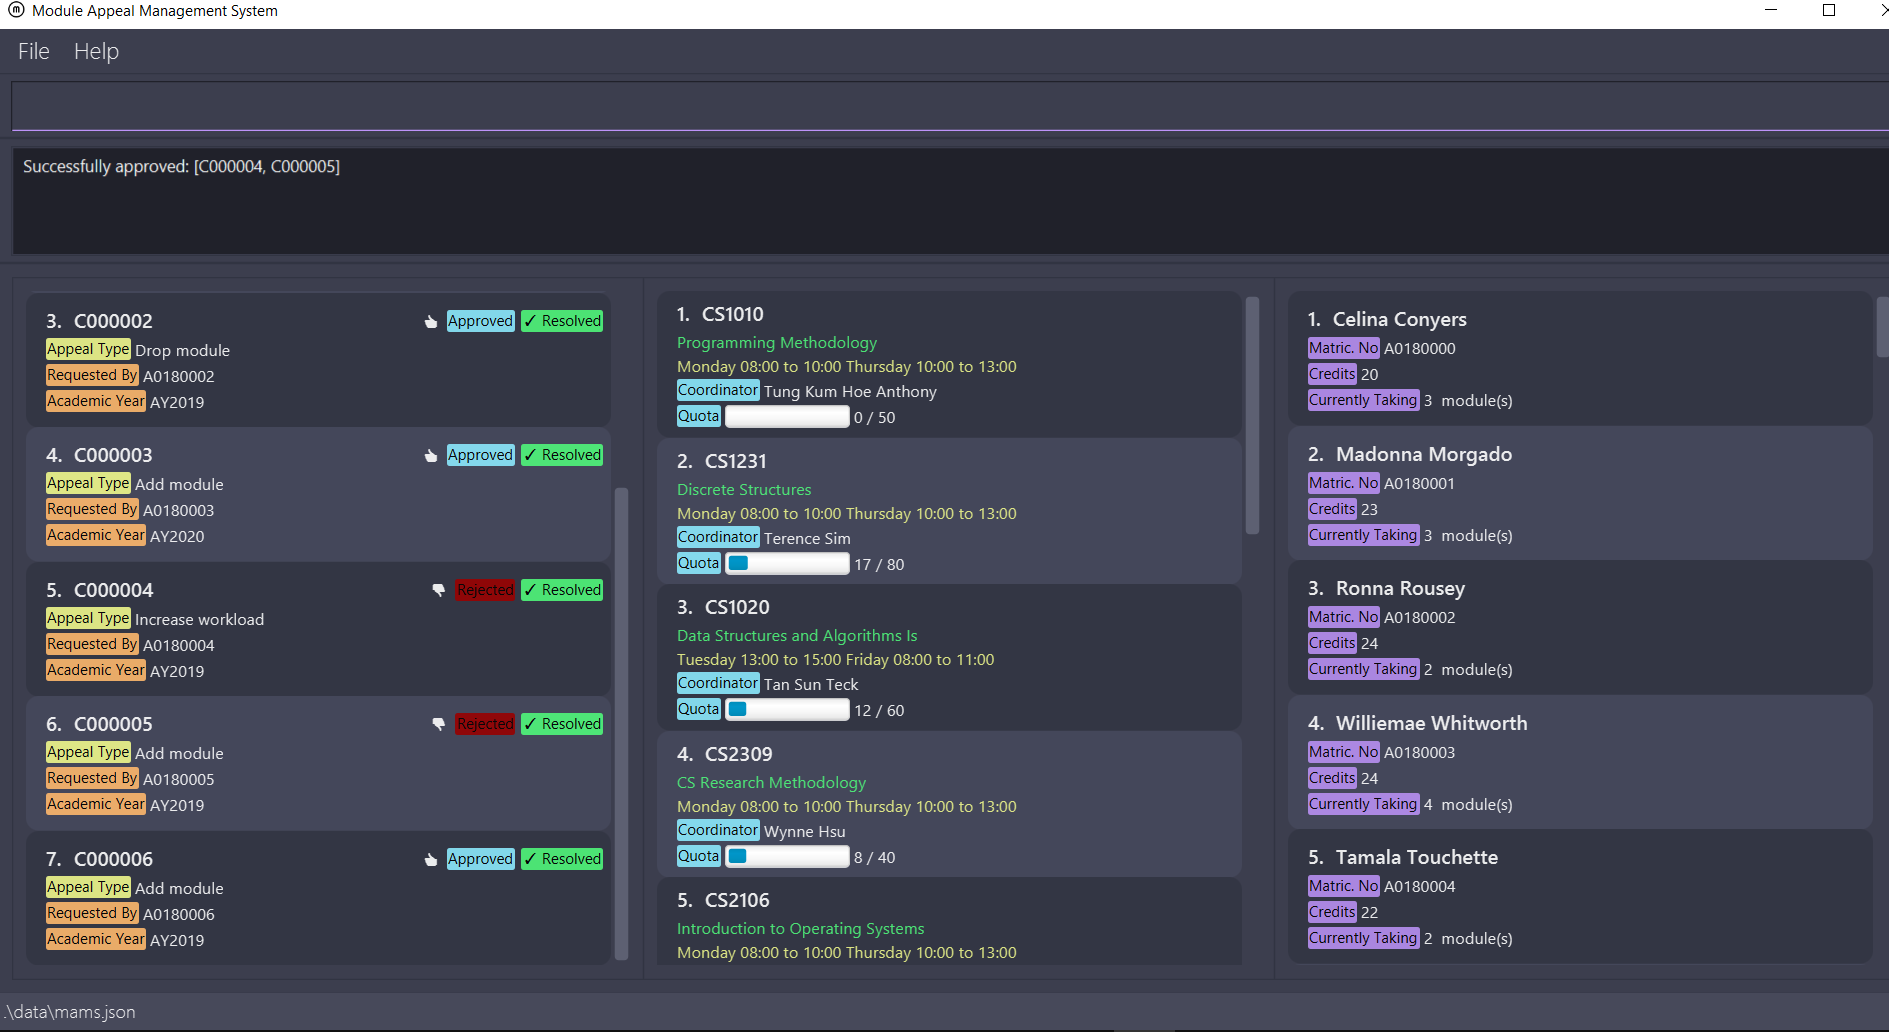 Module Appeal Management System
File Help
Successfully approved: [C000004, C000005]
3. C000002 Approved ✓ Resolved
Appeal Type Drop module
Requested By A0180002
Academic Year AY2019
4. C000003 Approved ✓ Resolved
Appeal Type Add module
Requested By A0180003
Academic Year AY2020
5. C000004 Rejected ✓ Resolved
Appeal Type Increase workload
Requested By A0180004
Academic Year AY2019
6. C000005 Rejected ✓ Resolved
Appeal Type Add module
Requested By A0180005
Academic Year AY2019
7. C000006 Approved ✓ Resolved
Appeal Type Add module
Requested By A0180006
Academic Year AY2019
1. CS1010
Programming Methodology
Monday 08:00 to 10:00 Thursday 10:00 to 13:00
Coordinator Tung Kum Hoe Anthony
Quota 0 / 50
2. CS1231
Discrete Structures
Monday 08:00 to 10:00 Thursday 10:00 to 13:00
Coordinator Terence Sim
Quota 17 / 80
3. CS1020
Data Structures and Algorithms Is
Tuesday 13:00 to 15:00 Friday 08:00 to 11:00
Coordinator Tan Sun Teck
Quota 12 / 60
4. CS2309
CS Research Methodology
Monday 08:00 to 10:00 Thursday 10:00 to 13:00
Coordinator Wynne Hsu
Quota 8 / 40
5. CS2106
Introduction to Operating Systems
Monday 08:00 to 10:00 Thursday 10:00 to 13:00
1. Celina Conyers
Matric. No A0180000
Credits 20
Currently Taking 3 module(s)
2. Madonna Morgado
Matric. No A0180001
Credits 23
Currently Taking 3 module(s)
3. Ronna Rousey
Matric. No A0180002
Credits 24
Currently Taking 2 module(s)
4. Williemae Whitworth
Matric. No A0180003
Credits 24
Currently Taking 4 module(s)
5. Tamala Touchette
Matric. No A0180004
Credits 22
Currently Taking 2 module(s)
.\data\mams.json